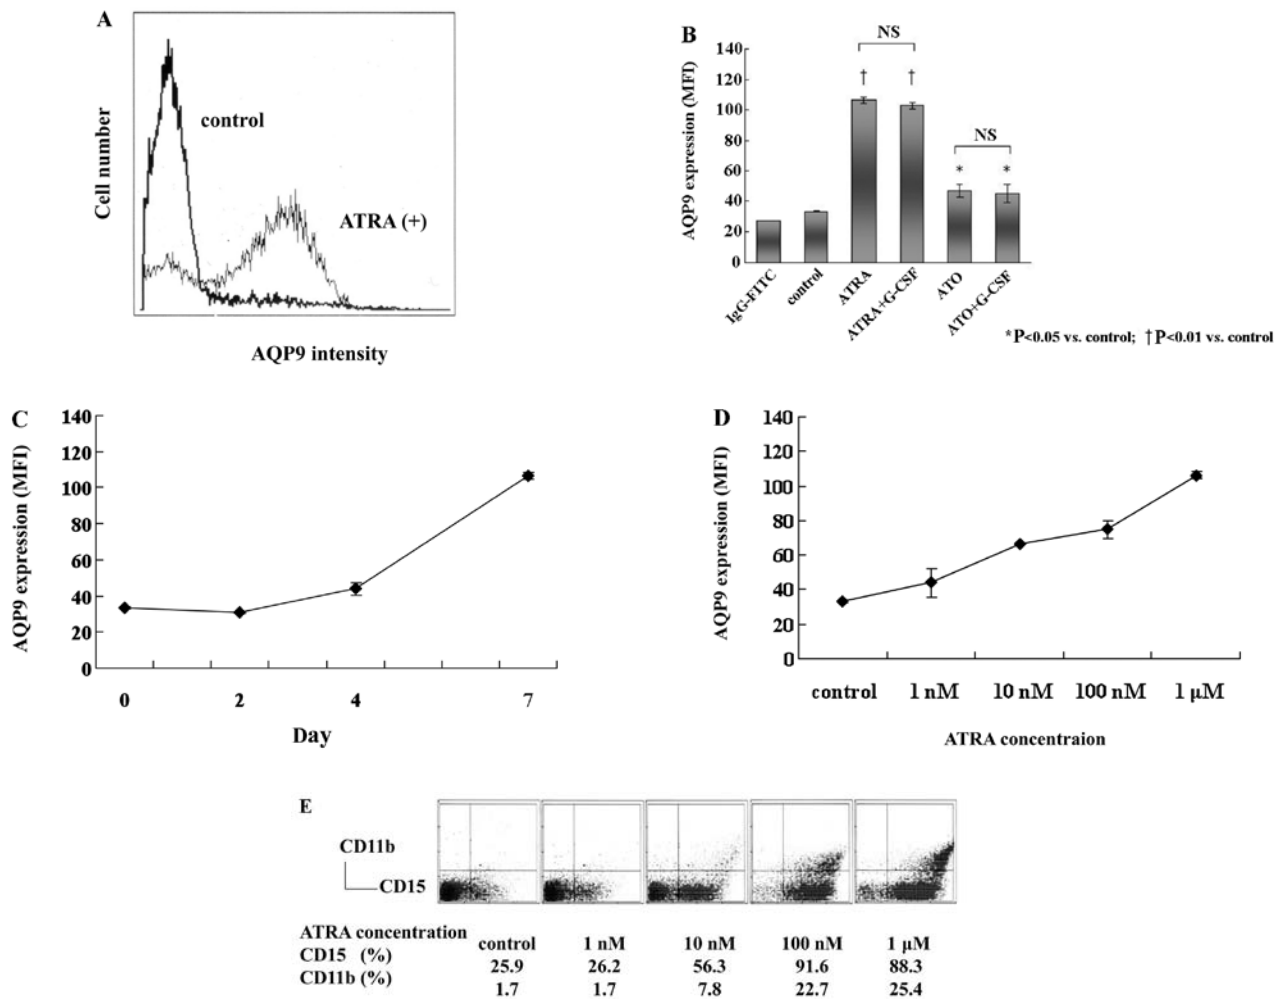 A
control
ATRA (+)
Cell number
AQP9 intensity
B
NS
NS
† † * *
AQP9 expression (MFI)
140
120
100
80
60
40
20
0
IgG-FITC control ATRA ATRA+G-CSF ATO ATO+G-CSF
*P<0.05 vs. control; †P<0.01 vs. control
C
AQP9 expression (MFI)
140
120
100
80
60
40
20
0
0 2 4 7
Day
D
AQP9 expression (MFI)
140
120
100
80
60
40
20
0
control 1 nM 10 nM 100 nM 1 μM
ATRA concentraion
E
CD11b
CD15
ATRA concentration control 1 nM 10 nM 100 nM 1 μM
CD15 (%) 25.9 26.2 56.3 91.6 88.3
CD11b (%) 1.7 1.7 7.8 22.7 25.4